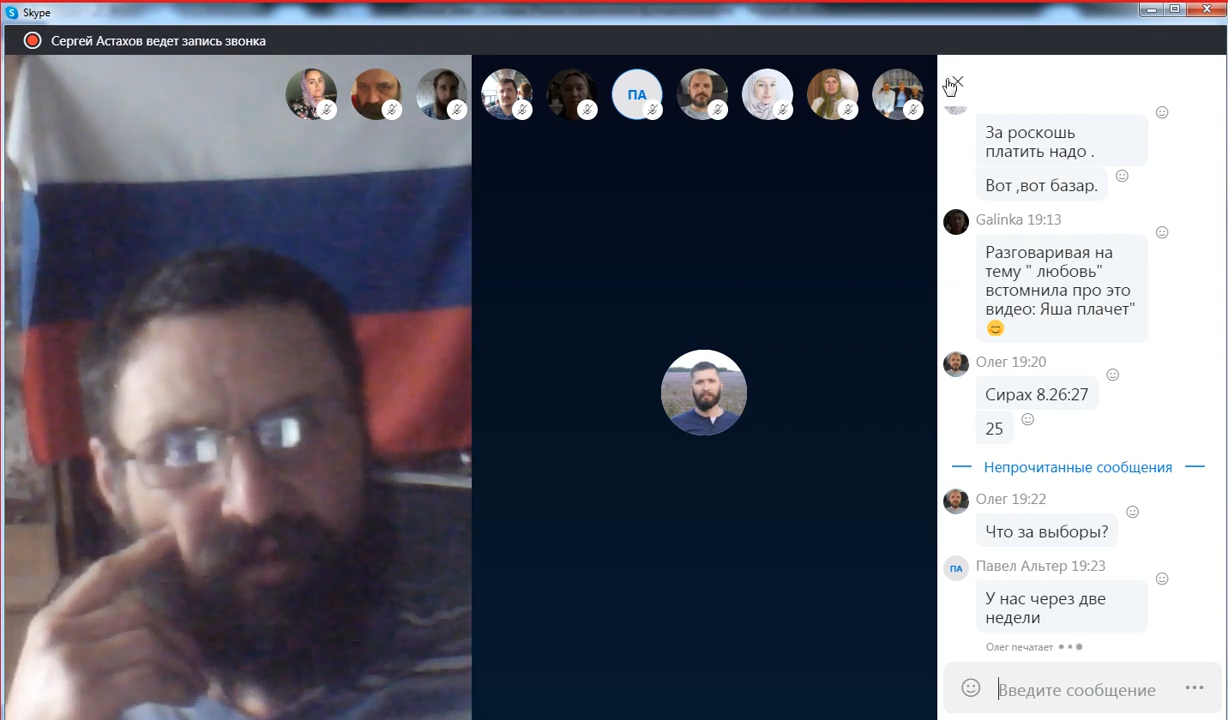 Skype
Сергей Астахов ведет запись звонка
ПА
За роскошь
платить надо .
Вот ,вот базар.
Galinka 19:13
Разговаривая на
тему " любовь"
встомнила про это
видео: Яша плачет"
😊
Олег 19:20
Сирах 8.26:27
25
Непрочитанные сообщения
Олег 19:22
Что за выборы?
ПА
Павел Альтер 19:23
У нас через две
недели
Олег печатает
Введите сообщение